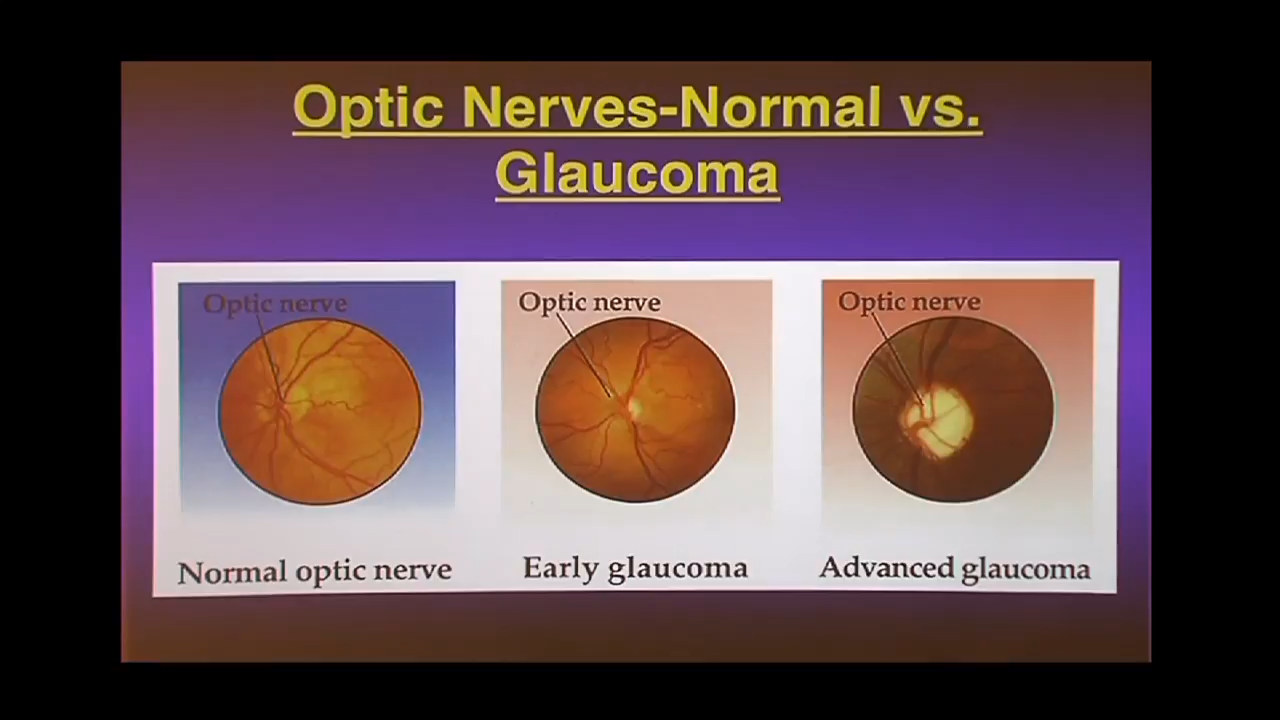 Optic Nerves-Normal vs.
Glaucoma
Optic nerve
Optic nerve
Optic nerve
Normal optic nerve
Early glaucoma
Advanced glaucoma